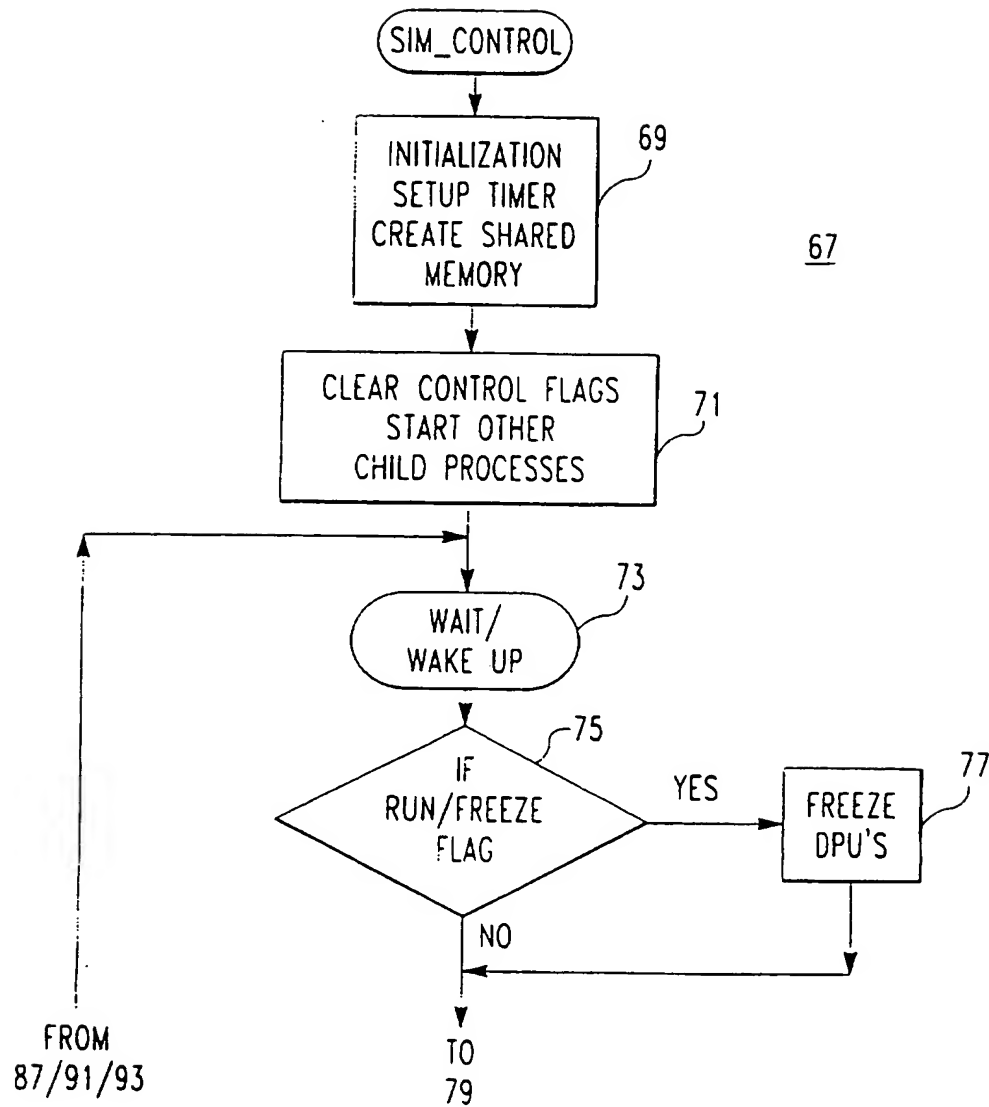 SIM_CONTROL
INITIALIZATION
SETUP TIMER
CREATE SHARED
MEMORY
69
67
CLEAR CONTROL FLAGS
START OTHER
CHILD PROCESSES
71
WAIT/
WAKE UP
73
IF
RUN/FREEZE
FLAG
75
YES
FREEZE
DPU'S
77
NO
FROM
87/91/93
TO
79